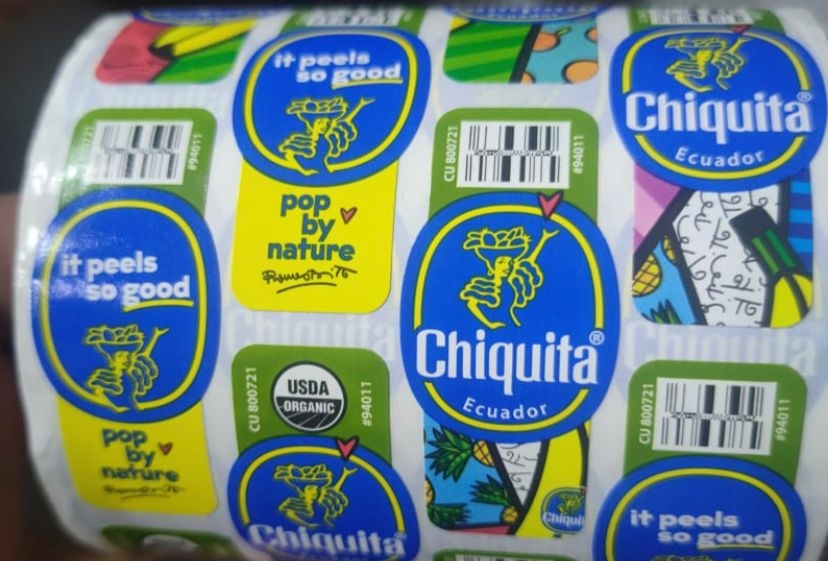 it peels
so good
Chiquita®
Ecuador
CU 800721
#94011
pop
by
nature
CU 800721
#94011
it peels
so good
pop
by
nature
Chiquita®
Ecuador
USDA
ORGANIC
CU 800721
#94011
Chiquita
CU 800721
#94011
it peels
so good